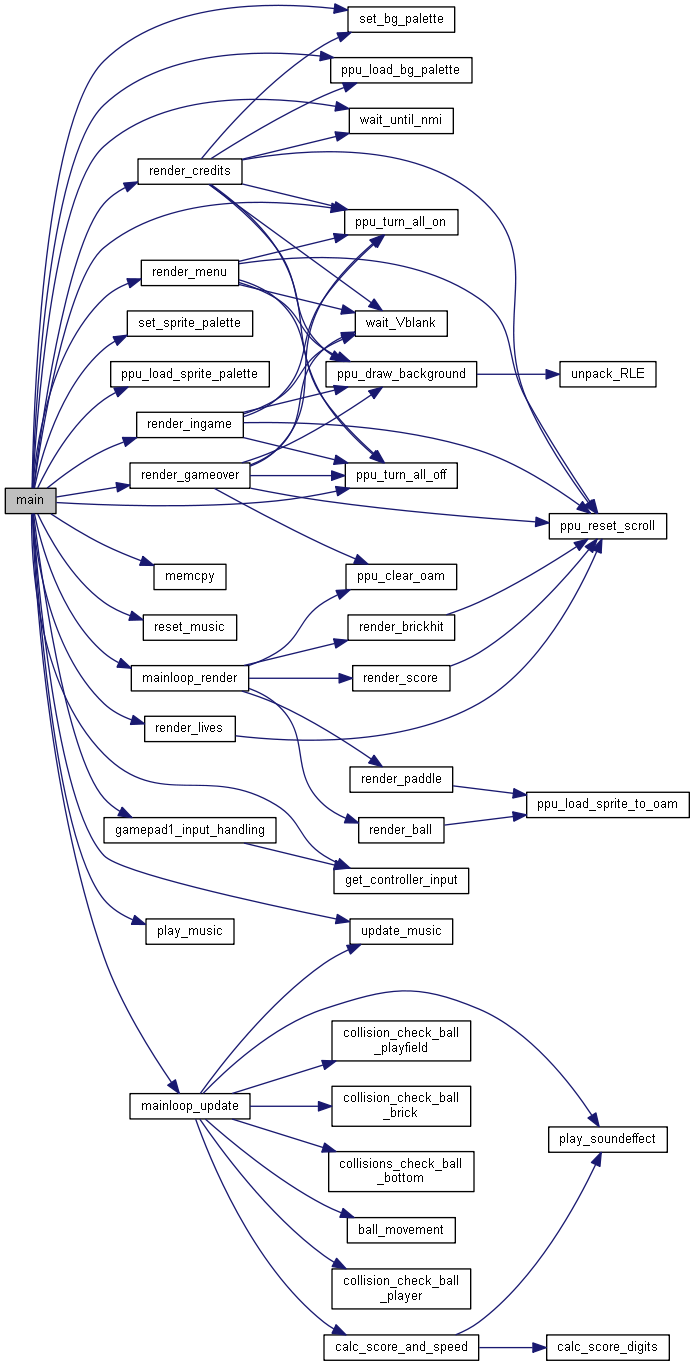 set_bg_palette
ppu_load_bg_palette
wait_until_nmi
render_credits
ppu_turn_all_on
render_menu
set_sprite_palette
wait_Vblank
ppu_load_sprite_palette
ppu_draw_background
unpack_RLE
render_ingame
render_gameover
ppu_turn_all_off
main
ppu_reset_scroll
memcpy
ppu_clear_oam
reset_music
render_brickhit
mainloop_render
render_score
render_lives
render_paddle
ppu_load_sprite_to_oam
gamepad1_input_handling
render_ball
get_controller_input
play_music
update_music
collision_check_ball
_playfield
mainloop_update
collision_check_ball
_brick
play_soundeffect
collisions_check_ball
_bottom
ball_movement
collision_check_ball
_player
calc_score_and_speed
calc_score_digits